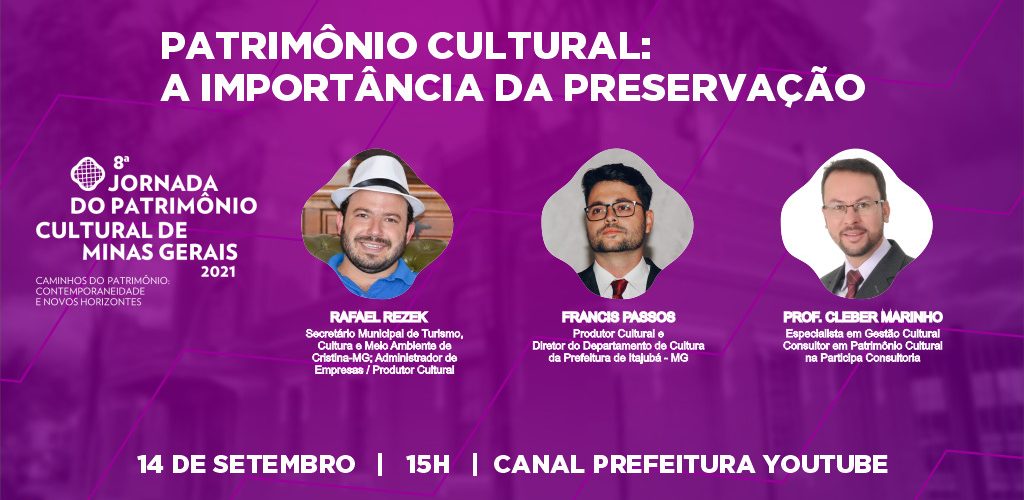 PATRIMÔNIO CULTURAL:
A IMPORTÂNCIA DA PRESERVAÇÃO
8ª
JORNADA
DO PATRIMÔNIO
CULTURAL DE
MINAS GERAIS
2021
CAMINHOS DO PATRIMÔNIO:
CONTEMPORANEIDADE
E NOVOS HORIZONTES
RAFAEL REZEK
Secretário Municipal de Turismo,
Cultura e Meio Ambiente de
Cristina-MG; Administrador de
Empresas / Produtor Cultural
FRANCIS PASSOS
Produtor Cultural e
Diretor do Departamento de Cultura
da Prefeitura de Itajubá - MG
PROF. CLEBER MARINHO
Especialista em Gestão Cultural
Consultor em Patrimônio Cultural
na Participa Consultoria
14 DE SETEMBRO | 15H | CANAL PREFEITURA YOUTUBE